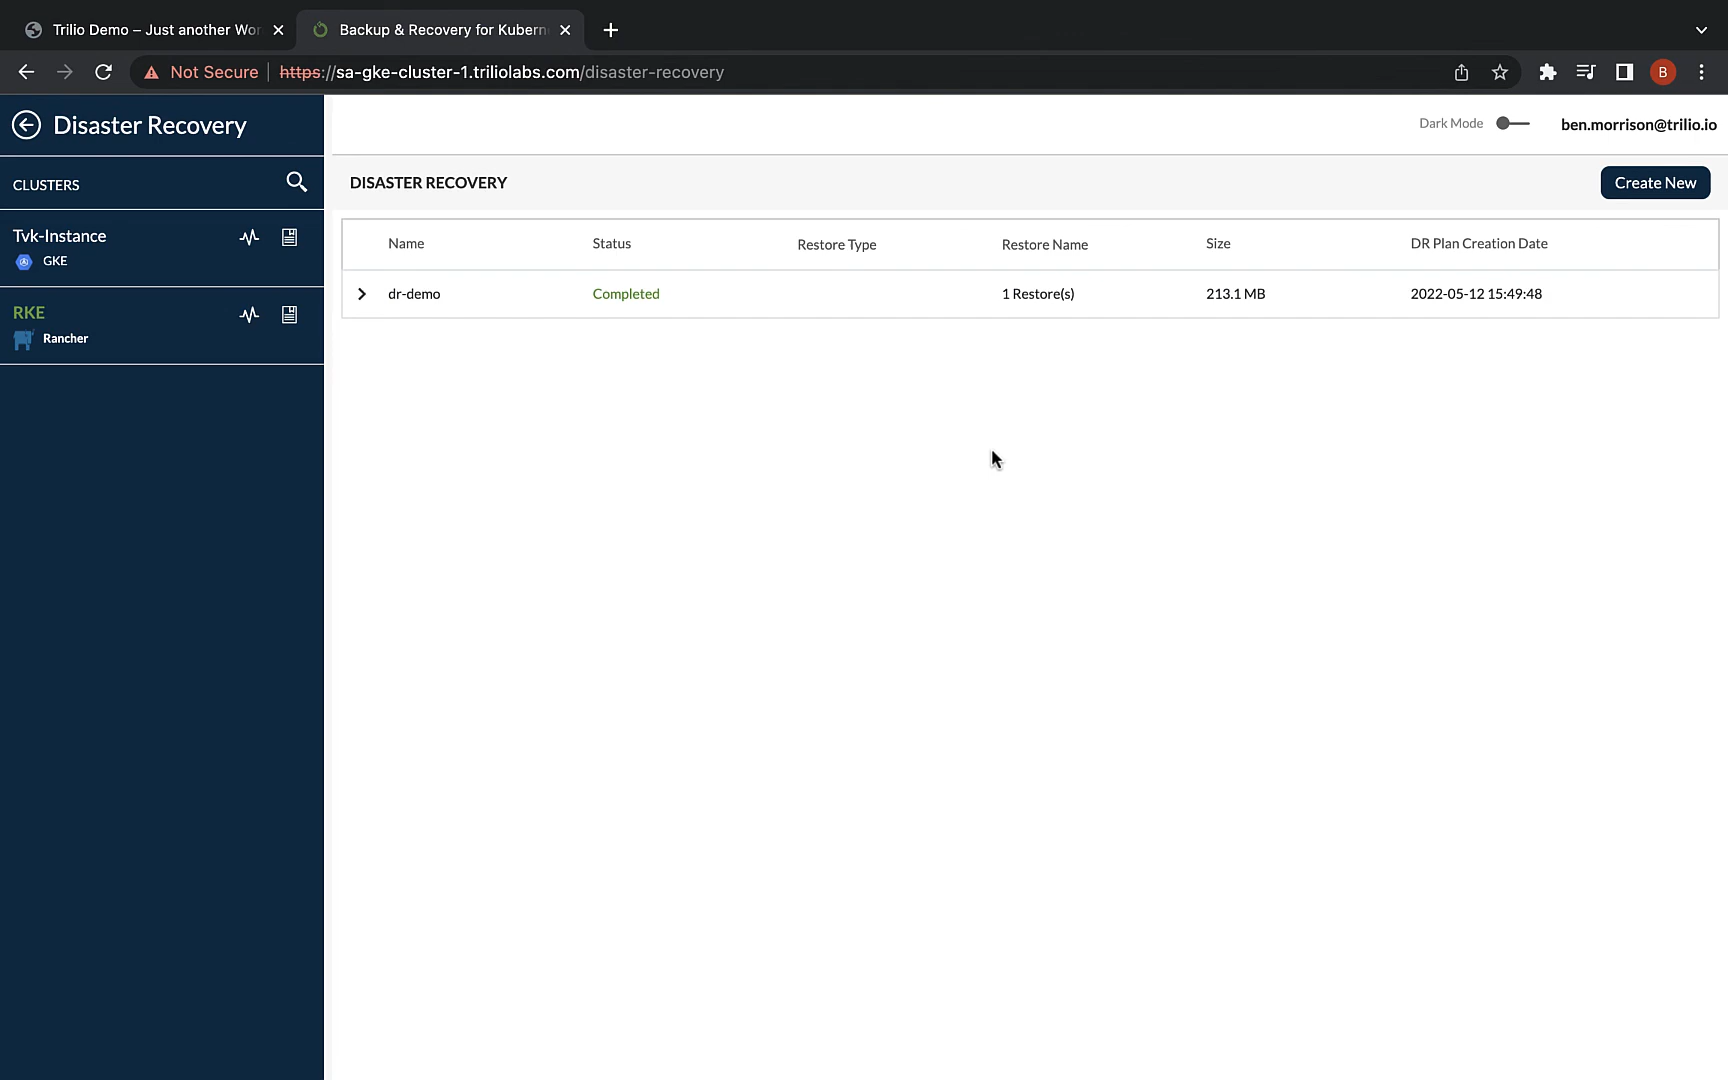 Trilio Demo – Just another Wor
Backup & Recovery for Kubern
Not Secure
https://sa-gke-cluster-1.triliolabs.com/disaster-recovery
B
Disaster Recovery
Dark Mode
ben.morrison@trilio.io
CLUSTERS
DISASTER RECOVERY
Create New
Tvk-Instance
GKE
RKE
Rancher
Name Status Restore Type Restore Name Size DR Plan Creation Date
dr-demo Completed 1 Restore(s) 213.1 MB 2022-05-12 15:49:48